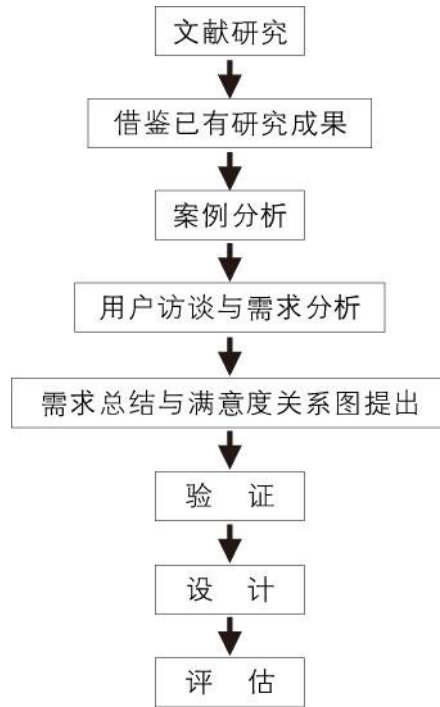 文献研究
借鉴已有研究成果
案例分析
用户访谈与需求分析
需求总结与满意度关系图提出
验 证
设 计
评 估